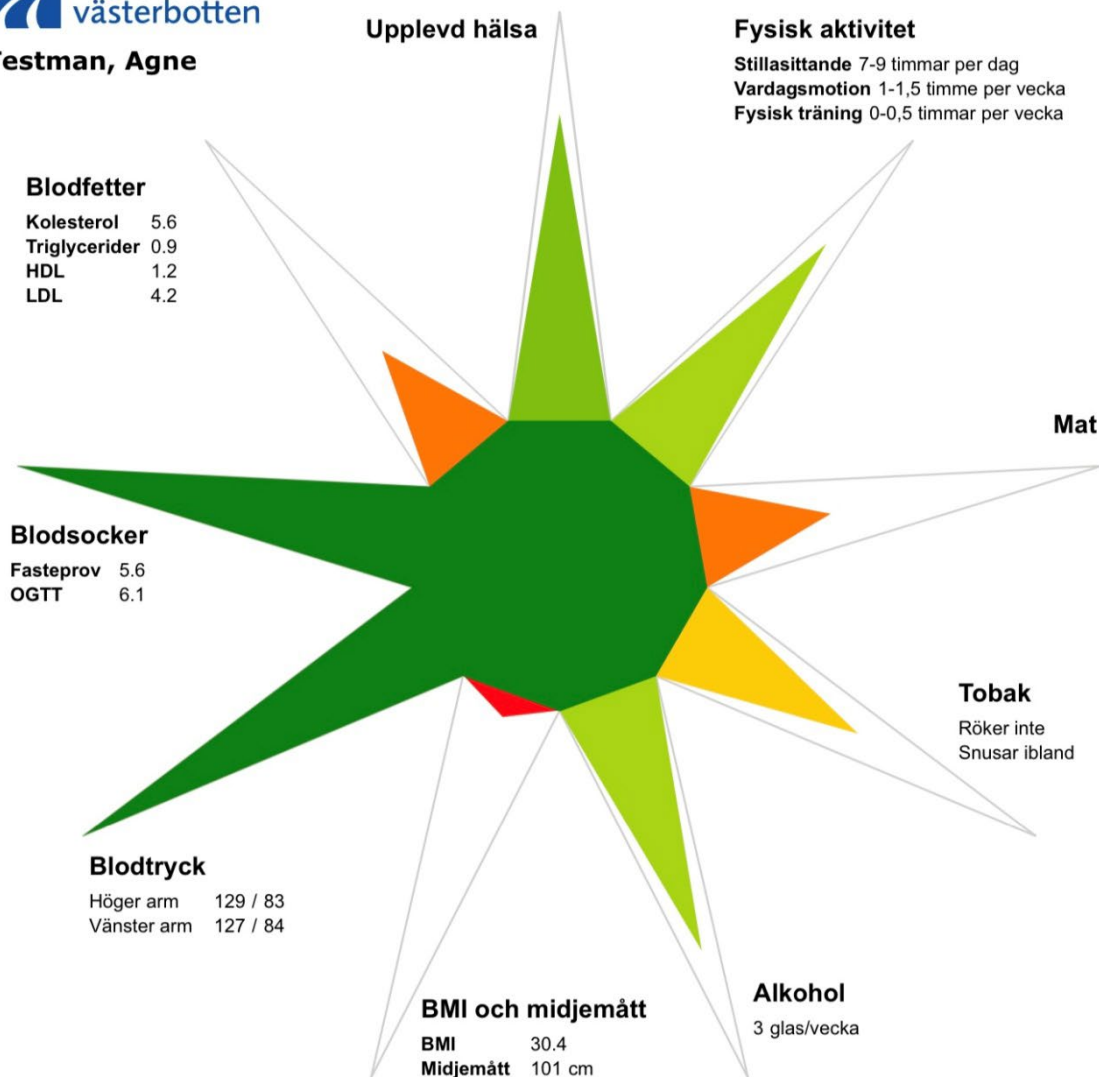 västerbotten
Testman, Agne
Upplevd hälsa
Fysisk aktivitet
Stillasittande 7-9 timmar per dag
Vardagsmotion 1-1,5 timme per vecka
Fysisk träning 0-0,5 timmar per vecka
Blodfetter
Kolesterol 5.6
Triglycerider 0.9
HDL 1.2
LDL 4.2
Mat
Blodsocker
Fasteprov 5.6
OGTT 6.1
Tobak
Röker inte
Snusar ibland
Blodtryck
Höger arm 129 / 83
Vänster arm 127 / 84
Alkohol
3 glas/vecka
BMI och midjemått
BMI 30.4
Midjemått 101 cm